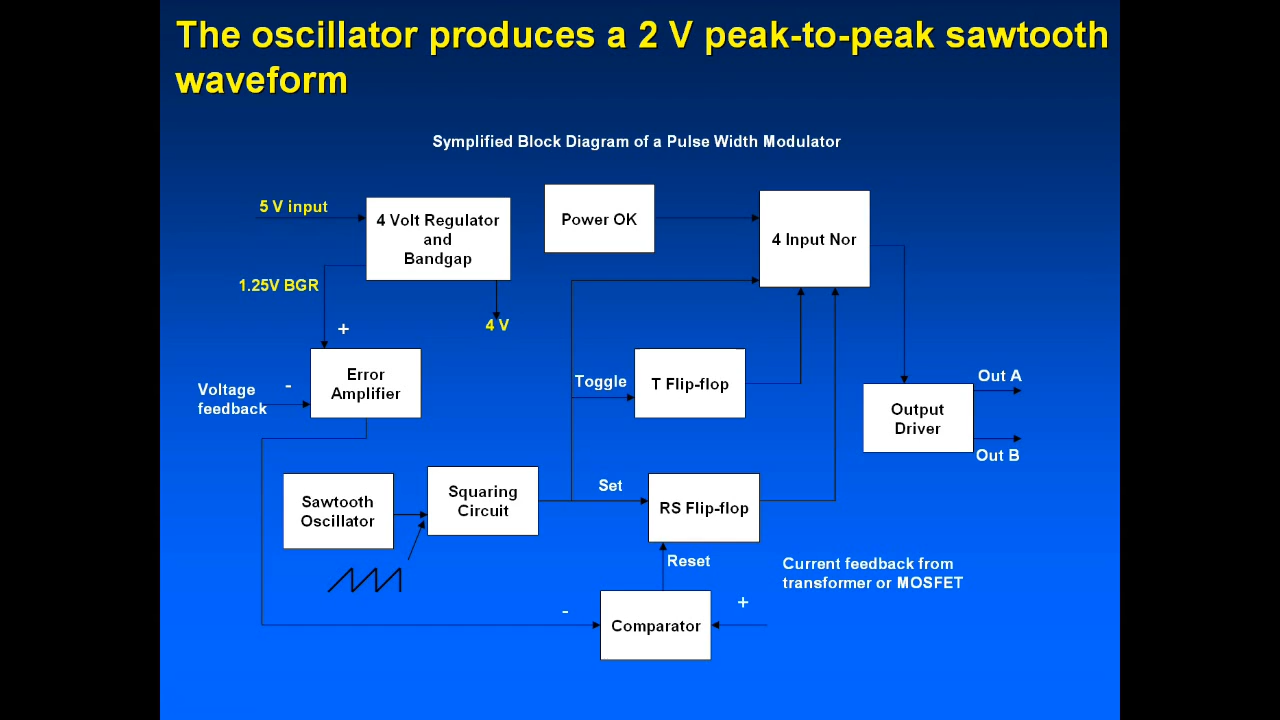 The oscillator produces a 2 V peak-to-peak sawtooth
waveform
Symplified Block Diagram of a Pulse Width Modulator
5 V input
4 Volt Regulator
and
Bandgap
Power OK
4 Input Nor
1.25V BGR
4 V
+
Error
Amplifier
-
Voltage
feedback
Toggle
T Flip-flop
Out A
Output
Driver
Out B
Sawtooth
Oscillator
Squaring
Circuit
Set
RS Flip-flop
Reset
Current feedback from
transformer or MOSFET
-
+
Comparator